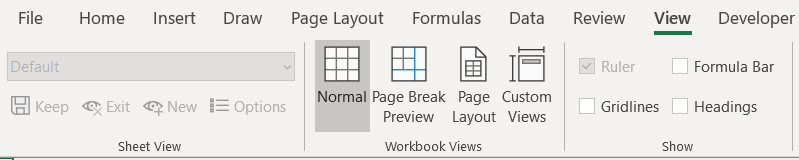 File Home Insert Draw Page Layout Formulas Data Review View Developer
Default
Keep Exit New Options
Sheet View
Normal
Page Break
Preview
Page
Layout
Custom
Views
Workbook Views
Ruler Formula Bar
Gridlines Headings
Show